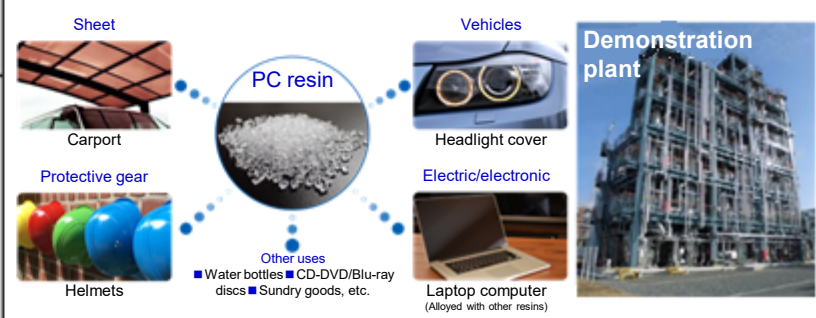 Sheet
Carport
Protective gear
Helmets
PC resin
Other uses
■ Water bottles ■ CD-DVD/Blu-ray
discs ■ Sundry goods, etc.
Vehicles
Headlight cover
Electric/electronic
Laptop computer
(Alloyed with other resins)
Demonstration
plant